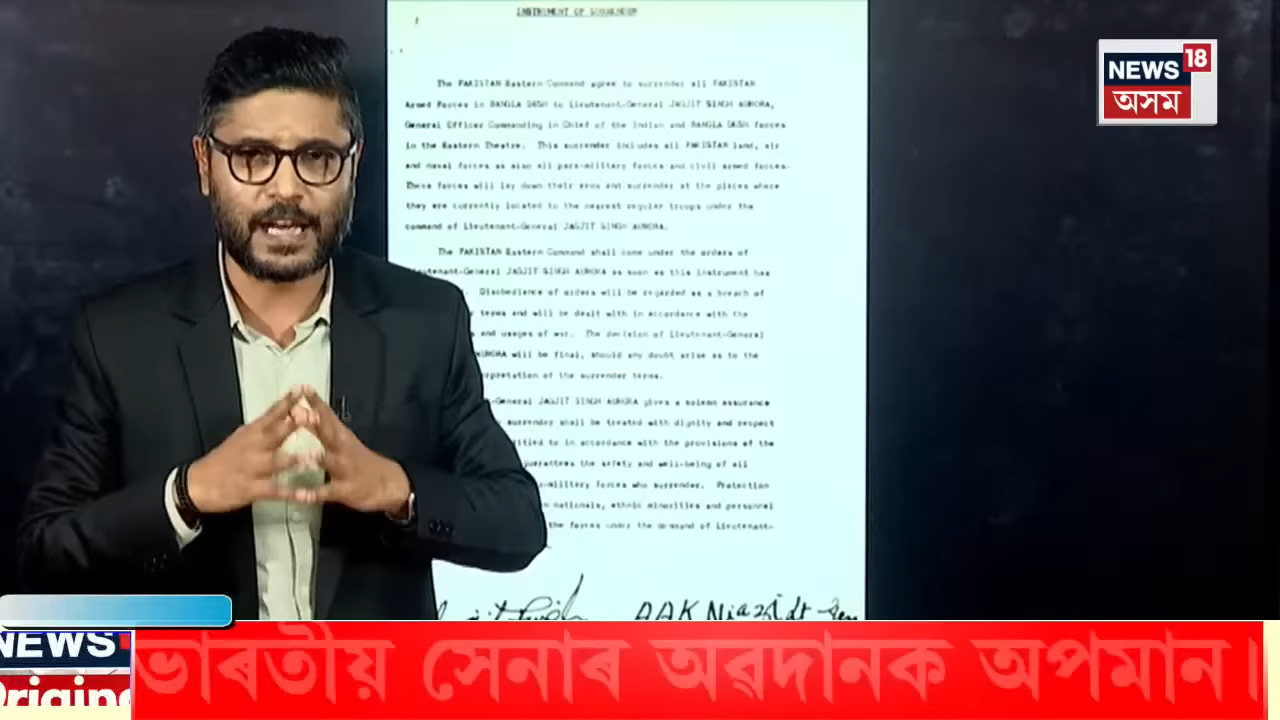 INSTRUMENT OF SURRENDER
The PAKISTAN Eastern Command agree to surrender all PAKISTAN
Armed Forces in BANGLA DESH to Lieutenant-General JAGJIT SINGH AURORA,
General Officer Commanding in Chief of the Indian and BANGLA DESH forces
in the Eastern Theatre. This surrender includes all PAKISTAN land, air
and naval forces as also all para-military forces and civil armed forces.
These forces will lay down their arms and surrender at the places where
they are currently located to the nearest regular troops under the
command of Lieutenant-General JAGJIT SINGH AURORA.
The PAKISTAN Eastern Command shall come under the orders of
Lieutenant-General JAGJIT SINGH AURORA as soon as this instrument has
Disobedience of orders will be regarded as a breach of
terms and will be dealt with in accordance with the
and usages of war. The decision of Lieutenant-General
AURORA will be final, should any doubt arise as to the
of the surrender terms.
-General JAGJIT SINGH AURORA gives a solemn assurance
surrender shall be treated with dignity and respect
in accordance with the provisions of the
guarantees the safety and well-being of all
-military forces who surrender. Protection
nationals, ethnic minorities and personnel
the forces under the command of Lieutenant-
AAK Niazi Lt Gen
NEWS 18
অসম
NEWS
Origina
ভাৰতীয় সেনাৰ অৱদানক অপমান।